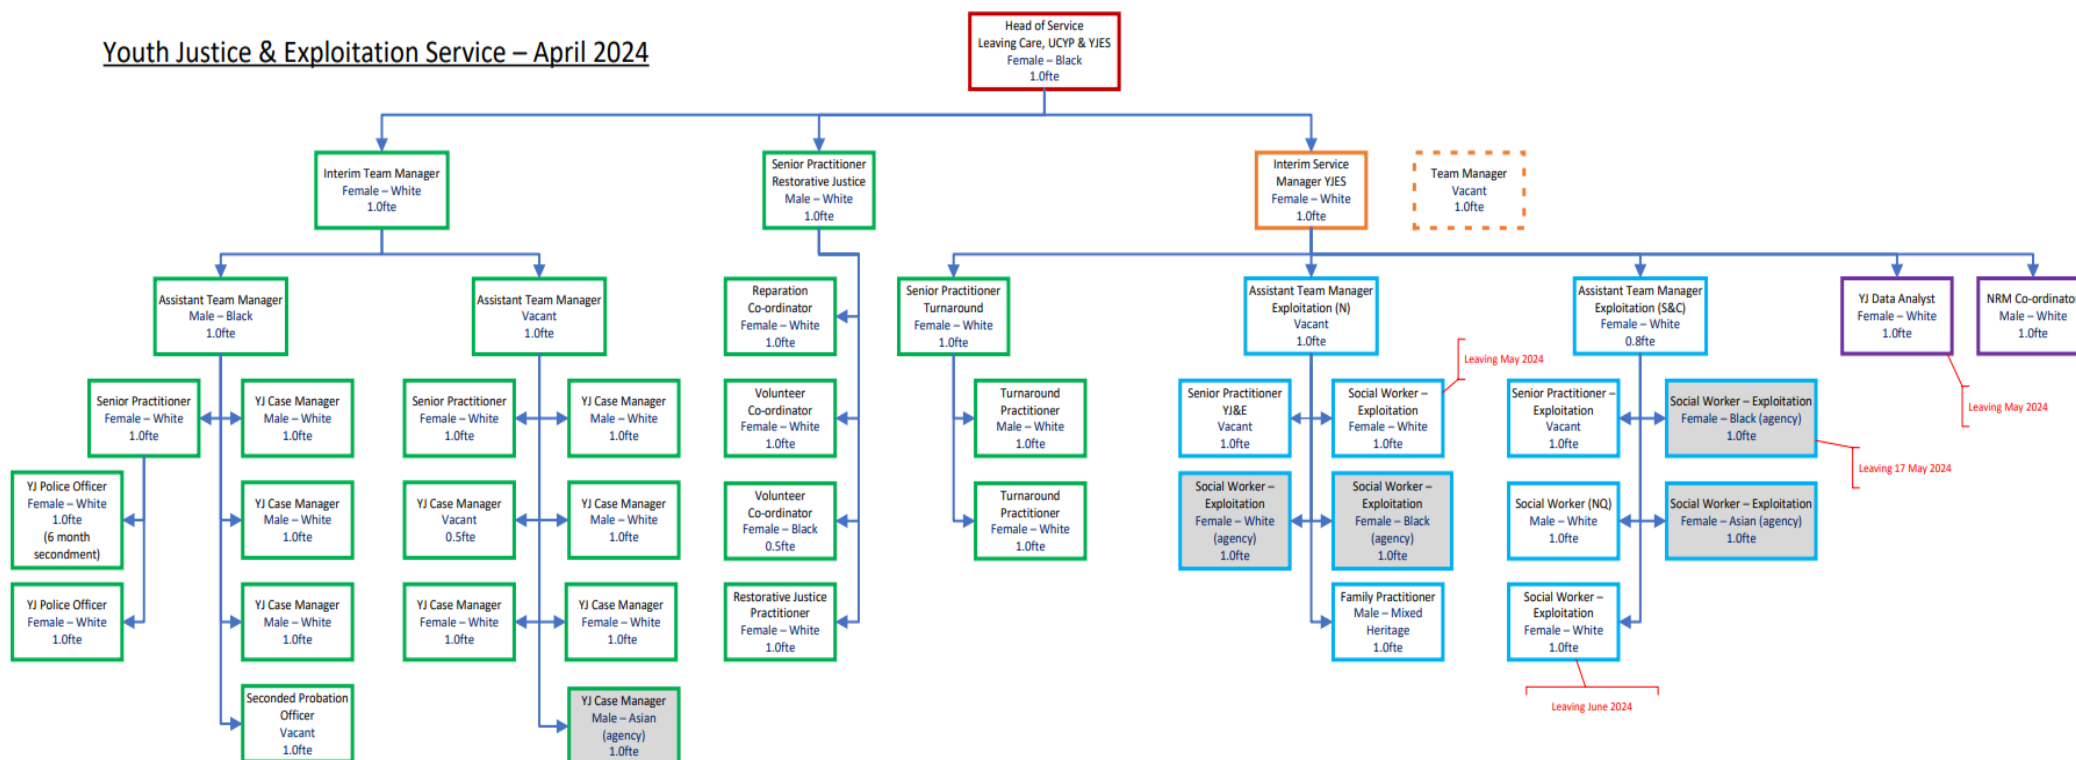 Youth Justice & Exploitation Service – April 2024
Head of Service
Leaving Care, UCYP & YJES
Female – Black
1.0fte
Interim Team Manager
Female – White
1.0fte
Senior Practitioner
Restorative Justice
Male – White
1.0fte
Interim Service
Manager YJES
Female – White
1.0fte
Team Manager
Vacant
1.0fte
Assistant Team Manager
Male – Black
1.0fte
Assistant Team Manager
Vacant
1.0fte
Reparation
Co-ordinator
Female – White
1.0fte
Senior Practitioner
Turnaround
Female – White
1.0fte
Assistant Team Manager
Exploitation (N)
Vacant
1.0fte
Assistant Team Manager
Exploitation (S&C)
Female – White
0.8fte
YJ Data Analyst
Female – White
1.0fte
NRM Co-ordinator
Male – White
1.0fte
Leaving May 2024
Leaving May 2024
Senior Practitioner
Female – White
1.0fte
YJ Case Manager
Male – White
1.0fte
Senior Practitioner
Female – White
1.0fte
YJ Case Manager
Male – White
1.0fte
Volunteer
Co-ordinator
Female – White
1.0fte
Turnaround
Practitioner
Male – White
1.0fte
Senior Practitioner
YJ&E
Vacant
1.0fte
Social Worker –
Exploitation
Female – White
1.0fte
Senior Practitioner –
Exploitation
Vacant
1.0fte
Social Worker – Exploitation
Female – Black (agency)
1.0fte
Leaving 17 May 2024
YJ Police Officer
Female – White
1.0fte
(6 month
secondment)
YJ Case Manager
Male – White
1.0fte
YJ Case Manager
Vacant
0.5fte
YJ Case Manager
Male – White
1.0fte
Volunteer
Co-ordinator
Female – Black
0.5fte
Turnaround
Practitioner
Female – White
1.0fte
Social Worker –
Exploitation
Female – White
(agency)
1.0fte
Social Worker –
Exploitation
Female – Black
(agency)
1.0fte
Social Worker (NQ)
Male – White
1.0fte
Social Worker – Exploitation
Female – Asian (agency)
1.0fte
YJ Police Officer
Female – White
1.0fte
YJ Case Manager
Male – White
1.0fte
YJ Case Manager
Female – White
1.0fte
YJ Case Manager
Female – White
1.0fte
Restorative Justice
Practitioner
Female – White
1.0fte
Family Practitioner
Male – Mixed
Heritage
1.0fte
Social Worker –
Exploitation
Female – White
1.0fte
Leaving June 2024
Seconded Probation
Officer
Vacant
1.0fte
YJ Case Manager
Male – Asian
(agency)
1.0fte